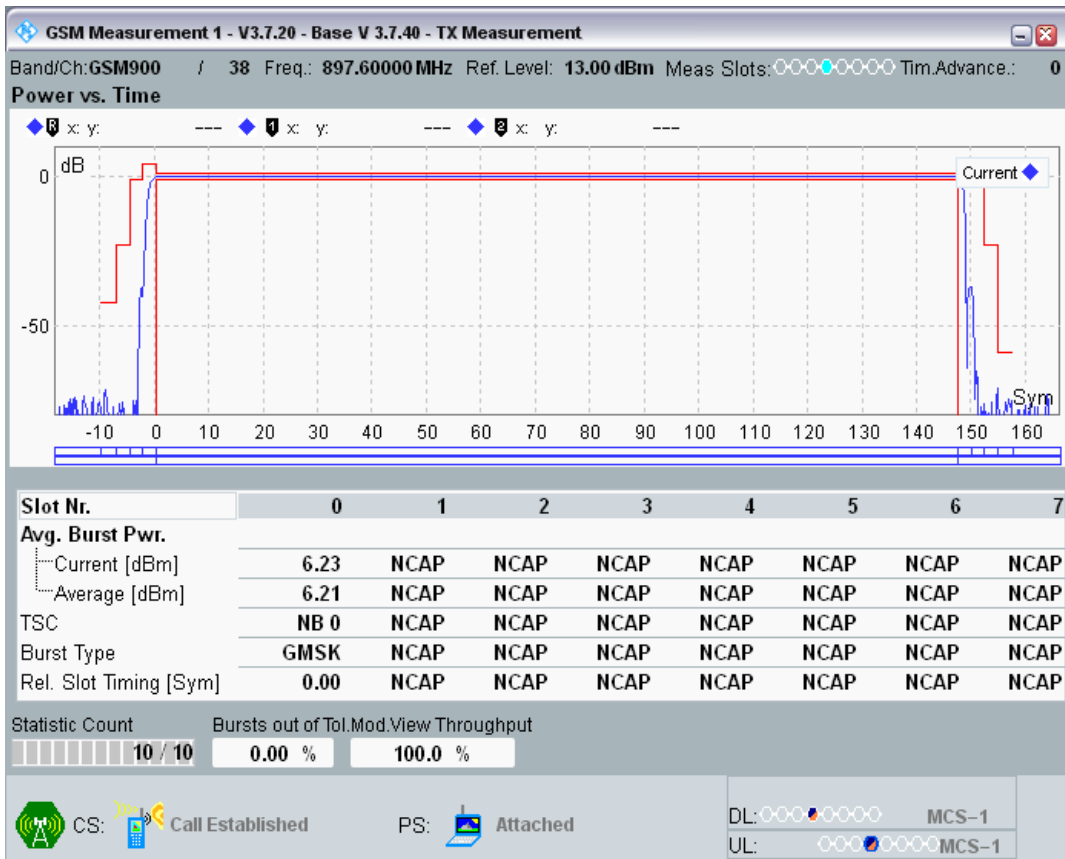 GSM Measurement 1 - V3.7.20 - Base V 3.7.40 - TX Measurement
Band/Ch:GSM900 / 38 Freq.: 897.60000 MHz Ref. Level: 13.00 dBm Meas Slots: Tim.Advance.: 0
Power vs. Time
R x: y: --- 1 x: y: --- 2 x: y: ---
dB
Current
0
-50
Sym
-10 0 10 20 30 40 50 60 70 80 90 100 110 120 130 140 150 160
Slot Nr. 0 1 2 3 4 5 6 7
Avg. Burst Pwr.
Current [dBm] 6.23 NCAP NCAP NCAP NCAP NCAP NCAP NCAP
Average [dBm] 6.21 NCAP NCAP NCAP NCAP NCAP NCAP NCAP
TSC NB 0 NCAP NCAP NCAP NCAP NCAP NCAP NCAP
Burst Type GMSK NCAP NCAP NCAP NCAP NCAP NCAP NCAP
Rel. Slot Timing [Sym] 0.00 NCAP NCAP NCAP NCAP NCAP NCAP NCAP
Statistic Count Bursts out of Tol.Mod.View Throughput
10 / 10 0.00 % 100.0 %
CS: Call Established PS: Attached
DL: MCS-1
UL: MCS-1